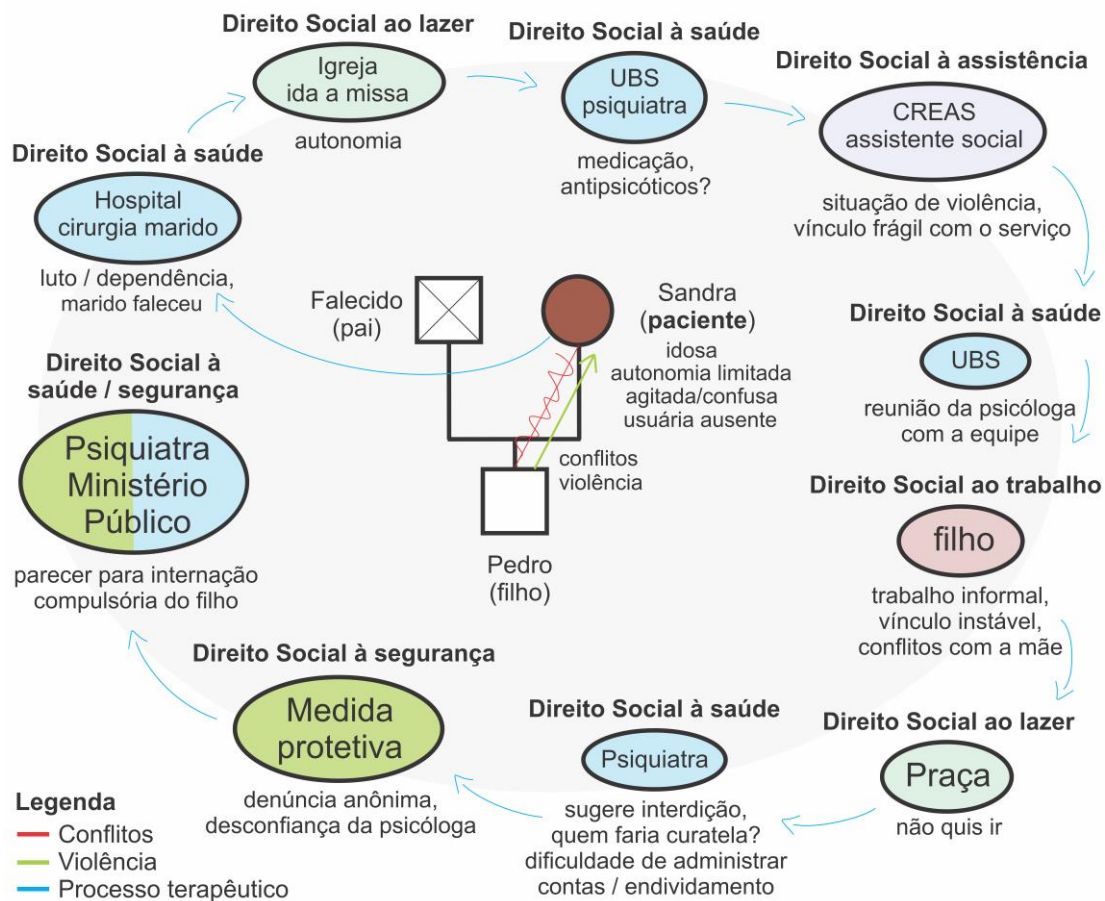 Direito Social ao lazer
Igreja
ida a missa
autonomia
Direito Social à saúde
UBS
psiquiatra
medicação,
antipsicóticos?
Direito Social à assistência
CREAS
assistente social
situação de violência,
vínculo frágil com o serviço
Direito Social à saúde
UBS
reunião da psicóloga
com a equipe
Direito Social ao trabalho
filho
trabalho informal,
vínculo instável,
conflitos com a mãe
Direito Social ao lazer
Praça
não quis ir
Direito Social à saúde
Psiquiatra
sugere interdição,
quem faria curatela?
dificuldade de administrar
contas / endividamento
Direito Social à segurança
Medida
protetiva
denúncia anônima,
desconfiança da psicóloga
Direito Social à
saúde / segurança
Psiquiatra
Ministério
Público
parecer para internação
compulsória do filho
Direito Social à saúde
Hospital
cirurgia marido
luto / dependência,
marido faleceu
Falecido
(pai)
Sandra
(paciente)
idosa
autonomia limitada
agitada/confusa
usuária ausente
conflitos
violência
Pedro
(filho)
Legenda
Conflitos
Violência
Processo terapêutico